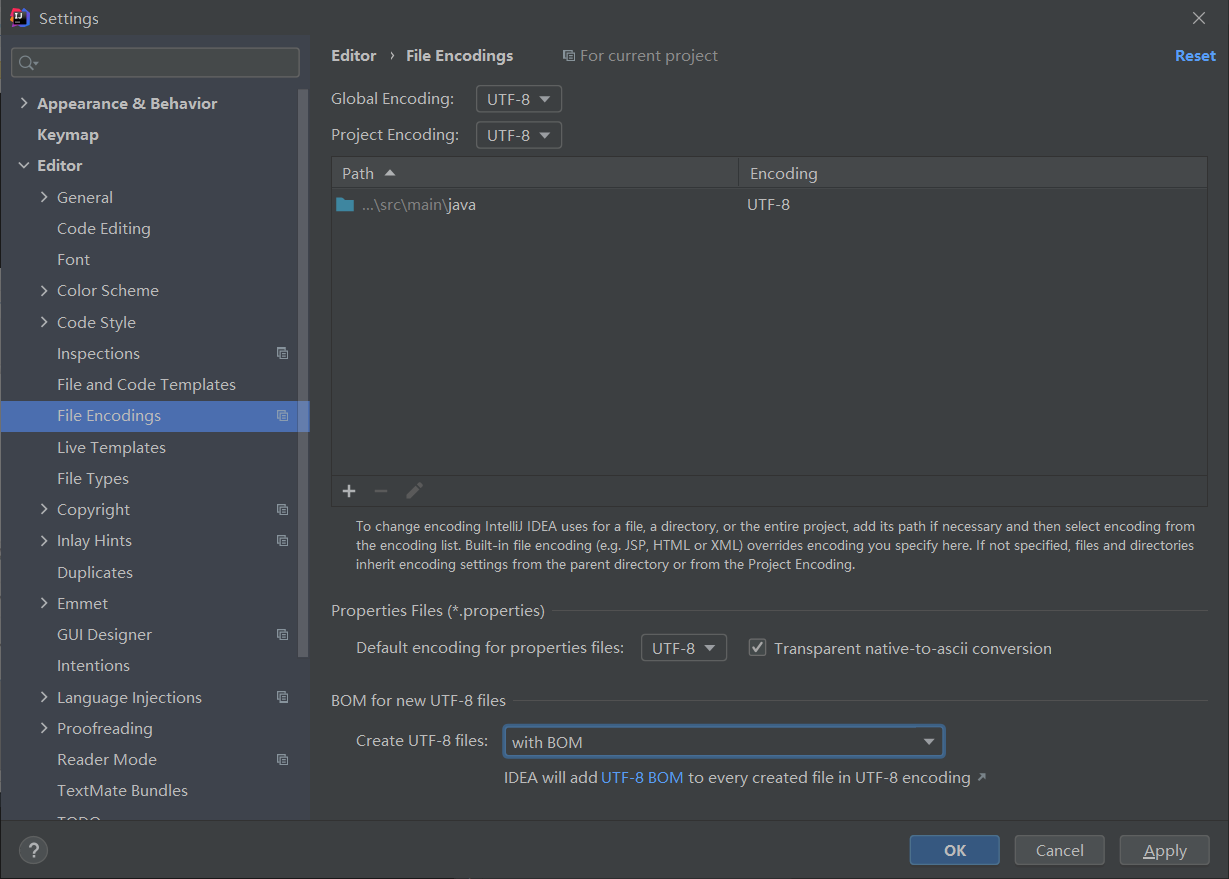 Settings
Editor › File Encodings For current project Reset
Appearance & Behavior
Keymap
Editor
General
Code Editing
Font
Color Scheme
Code Style
Inspections
File and Code Templates
File Encodings
Live Templates
File Types
Copyright
Inlay Hints
Duplicates
Emmet
GUI Designer
Intentions
Language Injections
Proofreading
Reader Mode
TextMate Bundles
TODO
Global Encoding: UTF-8
Project Encoding: UTF-8
Path Encoding
...\src\main\java UTF-8
To change encoding IntelliJ IDEA uses for a file, a directory, or the entire project, add its path if necessary and then select encoding from
the encoding list. Built-in file encoding (e.g. JSP, HTML or XML) overrides encoding you specify here. If not specified, files and directories
inherit encoding settings from the parent directory or from the Project Encoding.
Properties Files (*.properties)
Default encoding for properties files: UTF-8 Transparent native-to-ascii conversion
BOM for new UTF-8 files
Create UTF-8 files: with BOM
IDEA will add UTF-8 BOM to every created file in UTF-8 encoding ↗
? OK Cancel Apply